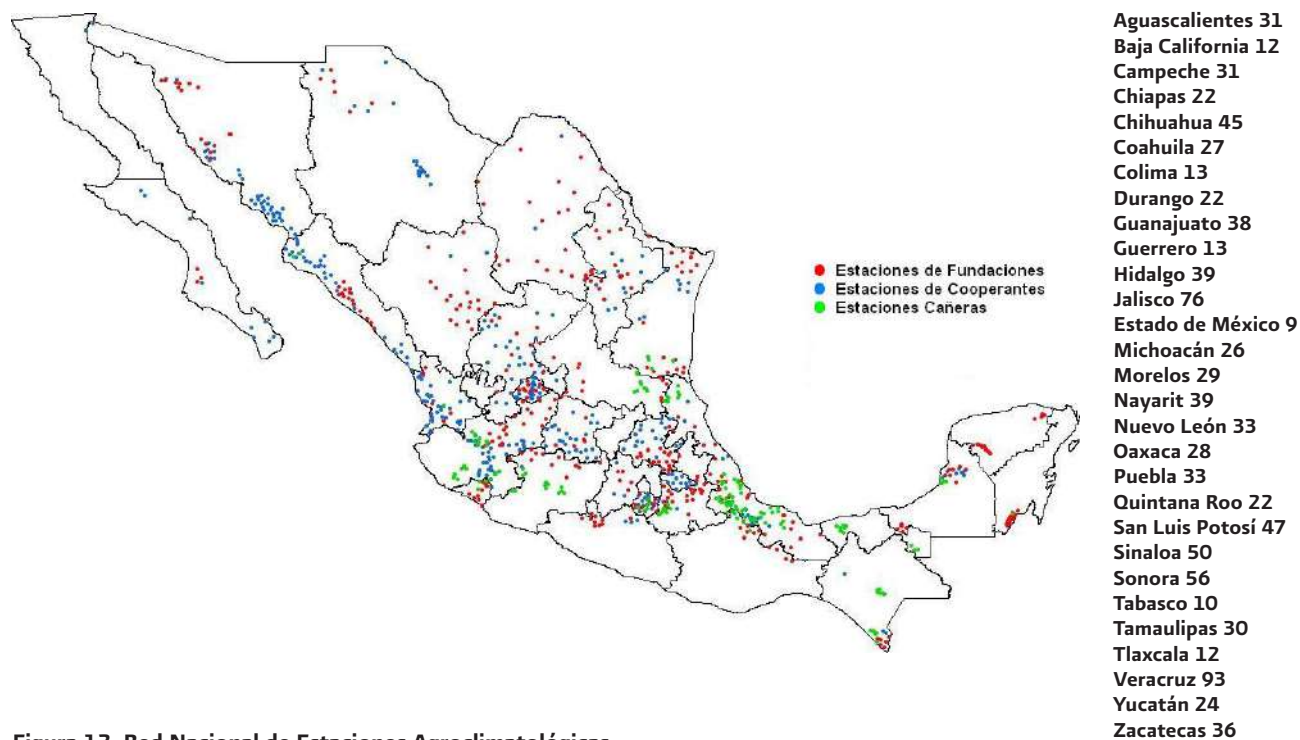 Aguascalientes 31
Baja California 12
Campeche 31
Chiapas 22
Chihuahua 45
Coahuila 27
Colima 13
Durango 22
Guanajuato 38
Guerrero 13
Hidalgo 39
Jalisco 76
Estado de México 9
Michoacán 26
Morelos 29
Nayarit 39
Nuevo León 33
Oaxaca 28
Puebla 33
Quintana Roo 22
San Luis Potosí 47
Sinaloa 50
Sonora 56
Tabasco 10
Tamaulipas 30
Tlaxcala 12
Veracruz 93
Yucatán 24
Zacatecas 36
Estaciones de Fundaciones
Estaciones de Cooperantes
Estaciones Cañeras
Figura 13. Red Nacional de Estaciones Agroclimatológicas